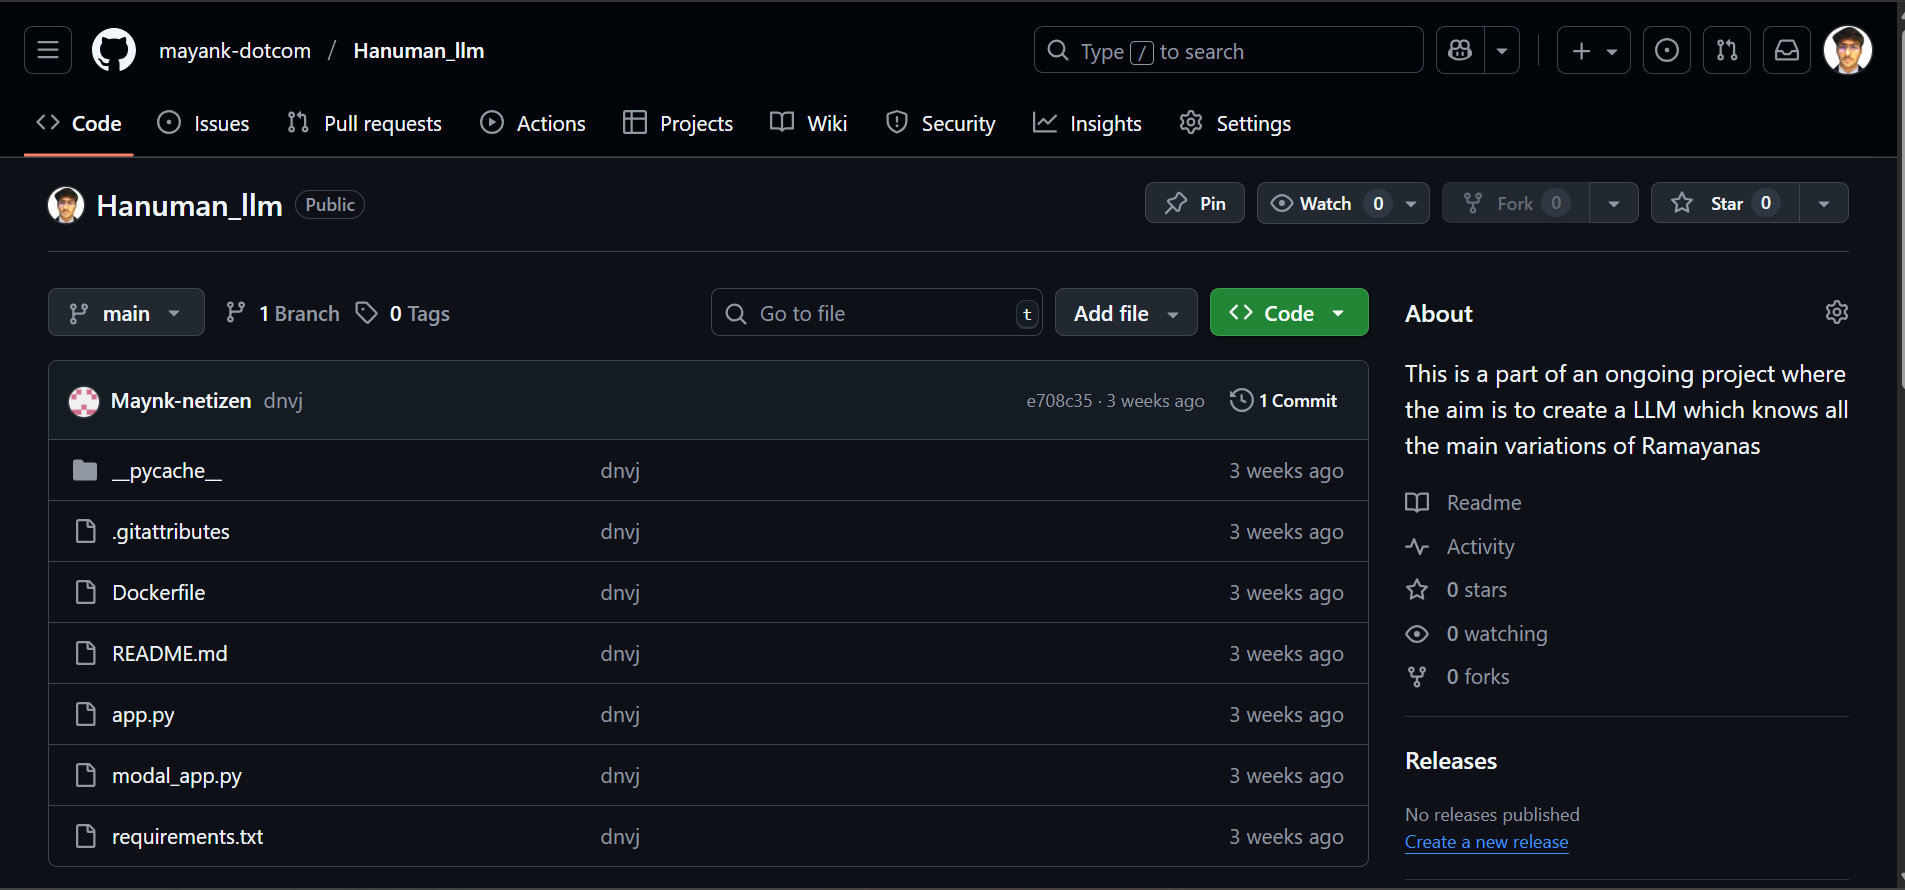 mayank-dotcom / Hanuman_llm
Type / to search
Code Issues Pull requests Actions Projects Wiki Security Insights Settings
Hanuman_llm Public
Pin Watch 0 Fork 0 Star 0
main 1 Branch 0 Tags
Go to file t Add file Code
Maynk-netizen dnvj e708c35 · 3 weeks ago 1 Commit
__pycache__ dnvj 3 weeks ago
.gitattributes dnvj 3 weeks ago
Dockerfile dnvj 3 weeks ago
README.md dnvj 3 weeks ago
app.py dnvj 3 weeks ago
modal_app.py dnvj 3 weeks ago
requirements.txt dnvj 3 weeks ago
About
This is a part of an ongoing project where
the aim is to create a LLM which knows all
the main variations of Ramayanas
Readme
Activity
0 stars
0 watching
0 forks
Releases
No releases published
Create a new release